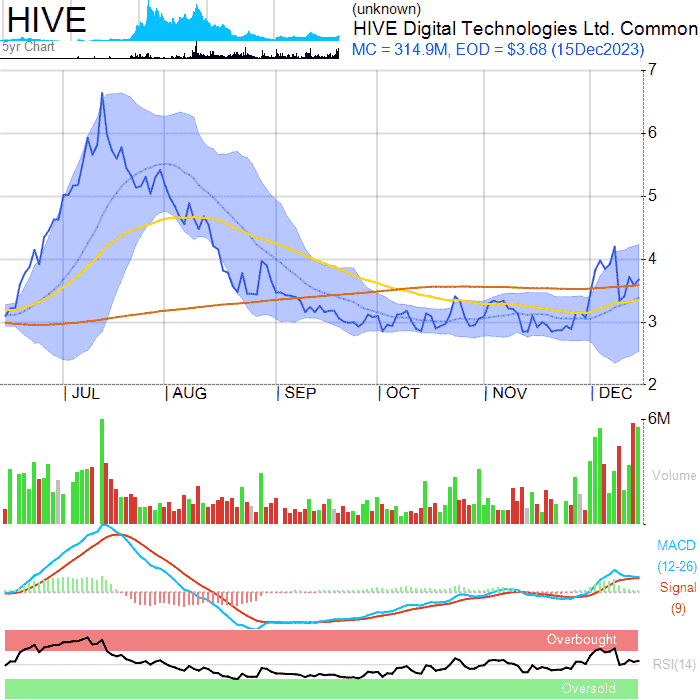 HIVE
5yr Chart
(unknown)
HIVE Digital Technologies Ltd. Common
MC = 314.9M, EOD = $3.68 (15Dec2023)
7
6
5
4
3
2
JUL AUG SEP OCT NOV DEC
6M
Volume
MACD
(12-26)
Signal
(9)
Overbought
RSI(14)
Oversold